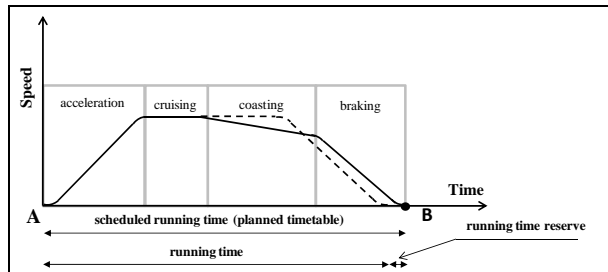 Speed
acceleration
cruising
coasting
braking
Time
A
B
scheduled running time (planned timetable)
running time reserve
running time